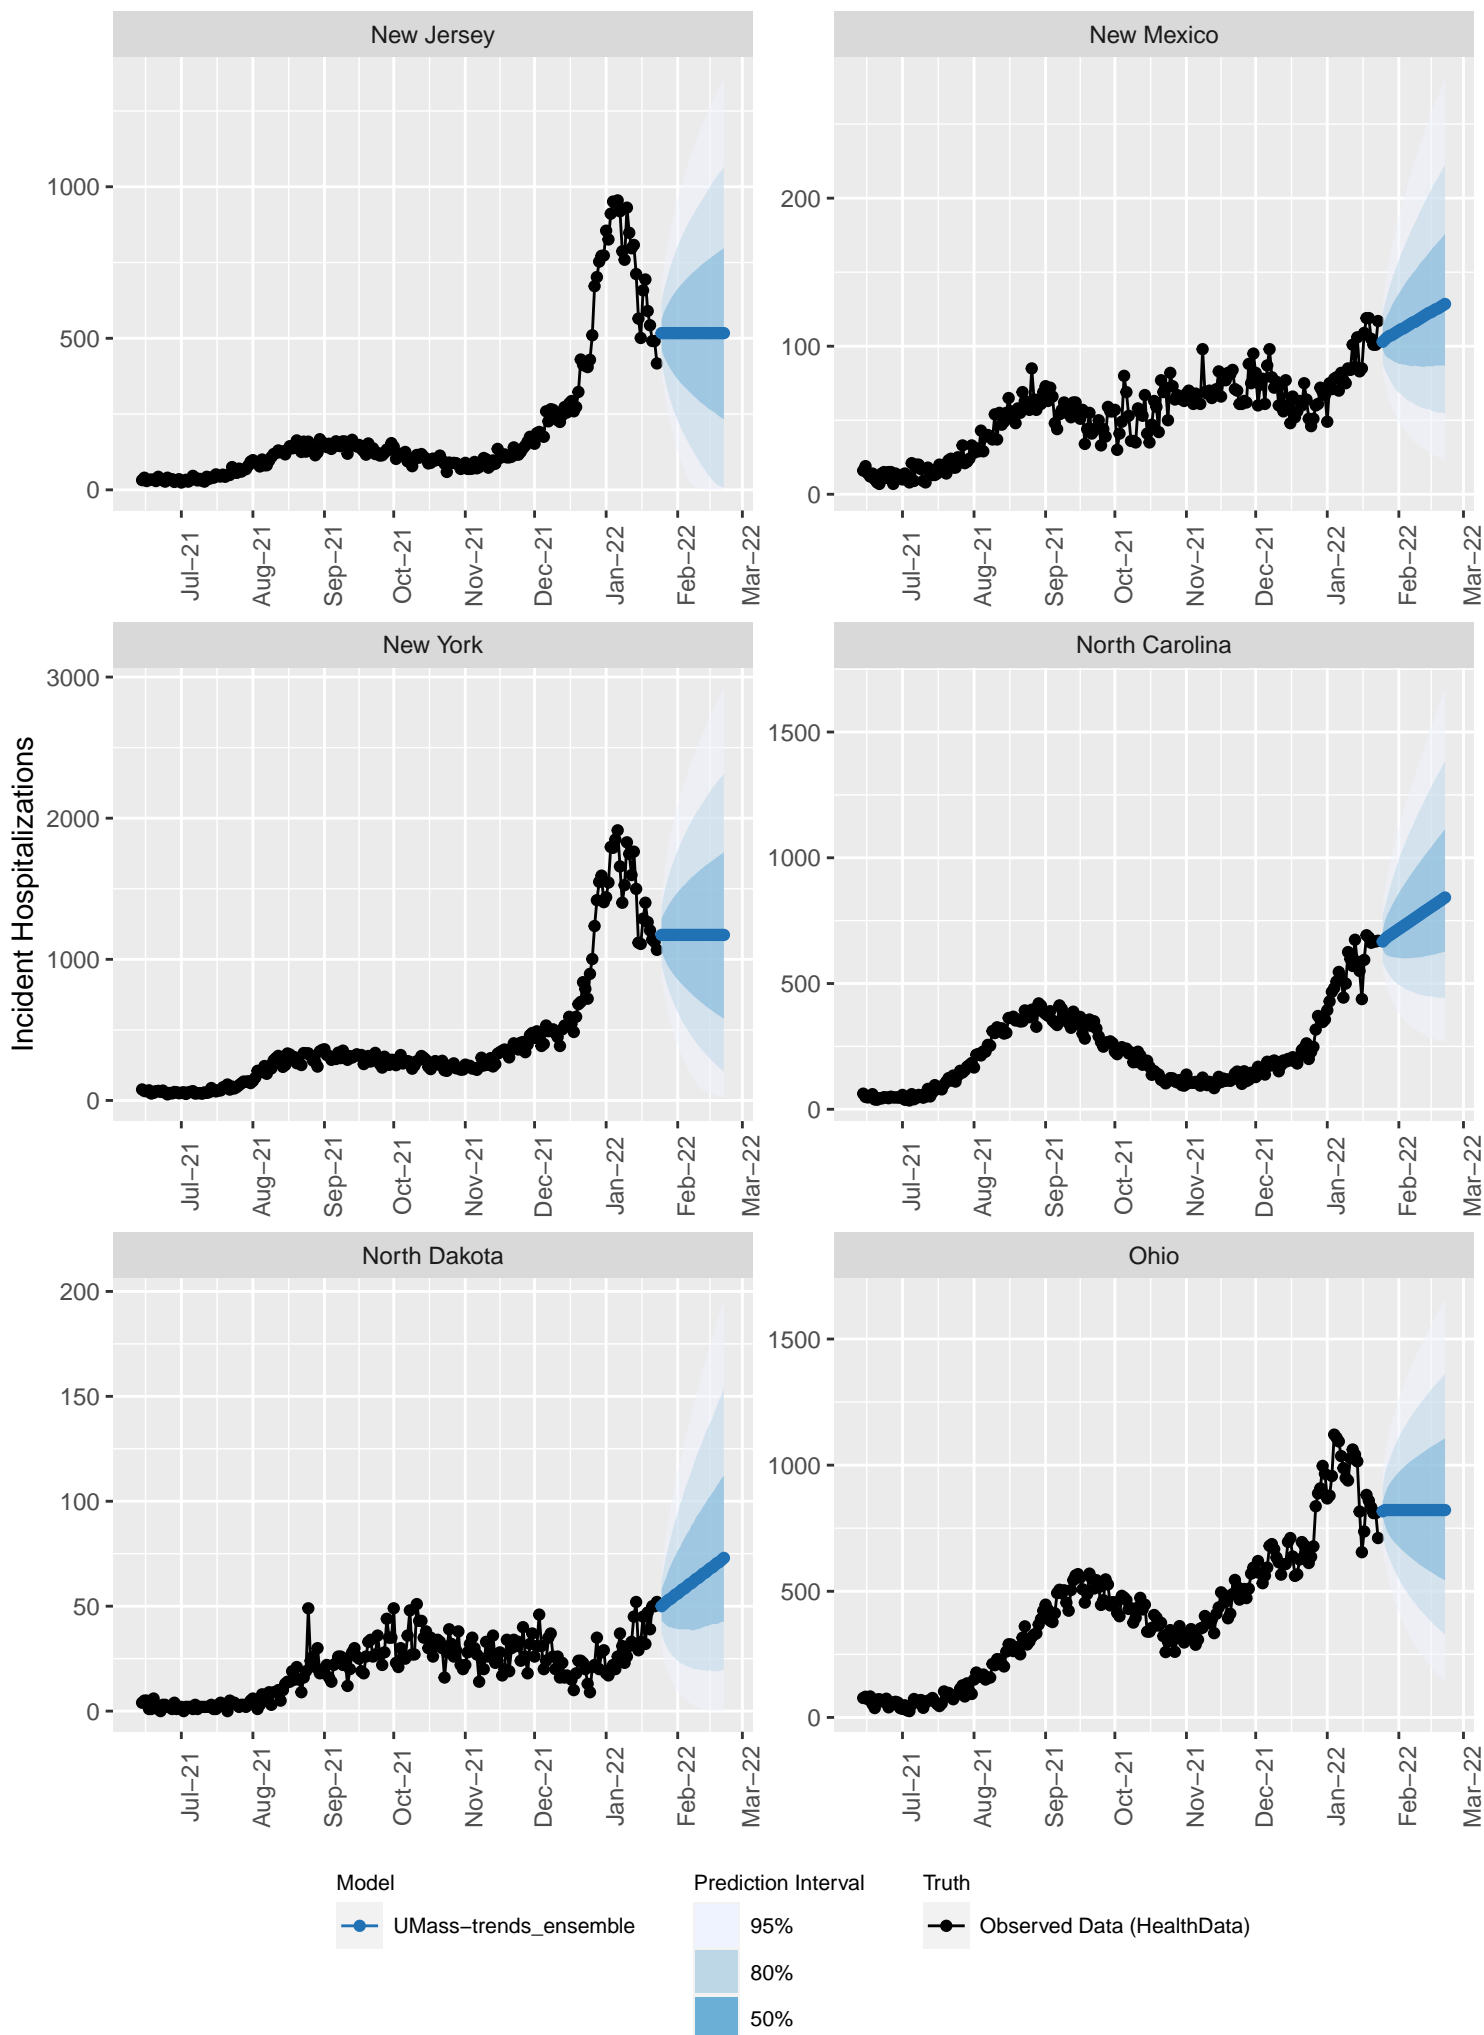 New Jersey
New Mexico
1000
500
0
200
100
0
Jul−21
Aug−21
Sep−21
Oct−21
Nov−21
Dec−21
Jan−22
Feb−22
Mar−22
Jul−21
Aug−21
Sep−21
Oct−21
Nov−21
Dec−21
Jan−22
Feb−22
Mar−22
Incident Hospitalizations
New York
North Carolina
3000
2000
1000
0
1500
1000
500
0
Jul−21
Aug−21
Sep−21
Oct−21
Nov−21
Dec−21
Jan−22
Feb−22
Mar−22
Jul−21
Aug−21
Sep−21
Oct−21
Nov−21
Dec−21
Jan−22
Feb−22
Mar−22
North Dakota
Ohio
200
150
100
50
0
1500
1000
500
0
Jul−21
Aug−21
Sep−21
Oct−21
Nov−21
Dec−21
Jan−22
Feb−22
Mar−22
Jul−21
Aug−21
Sep−21
Oct−21
Nov−21
Dec−21
Jan−22
Feb−22
Mar−22
Model
UMass−trends_ensemble
Prediction Interval
95%
80%
50%
Truth
Observed Data (HealthData)